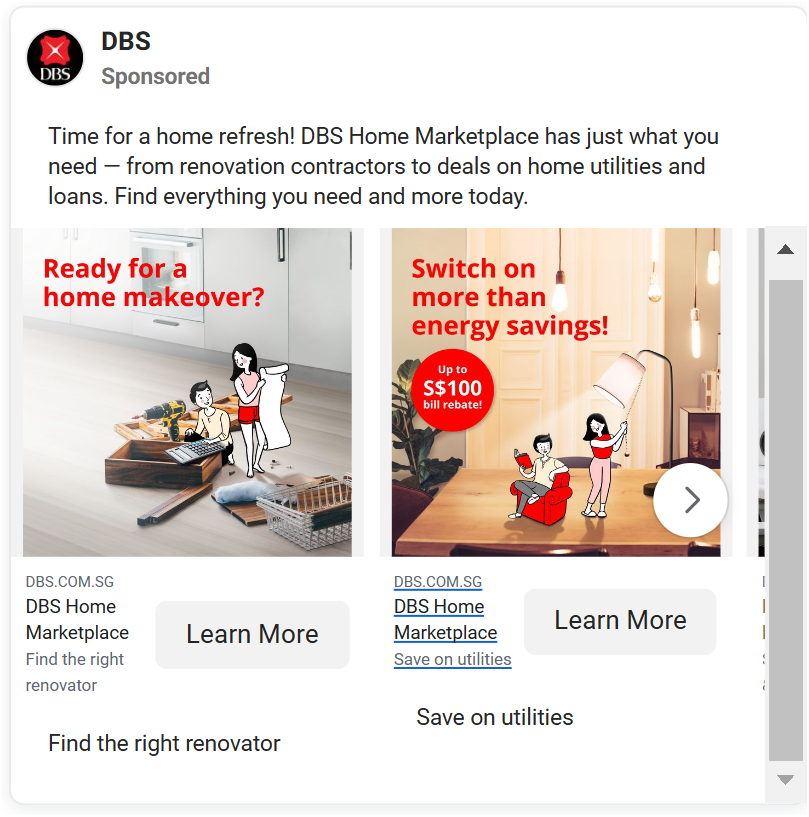 DBS
DBS
Sponsored
Time for a home refresh! DBS Home Marketplace has just what you
need — from renovation contractors to deals on home utilities and
loans. Find everything you need and more today.
Ready for a
home makeover?
Switch on
more than
energy savings!
Up to
S$100
bill rebate!
DBS.COM.SG
DBS Home
Marketplace
Find the right
renovator
Learn More
Find the right renovator
DBS.COM.SG
DBS Home
Marketplace
Save on utilities
Learn More
Save on utilities